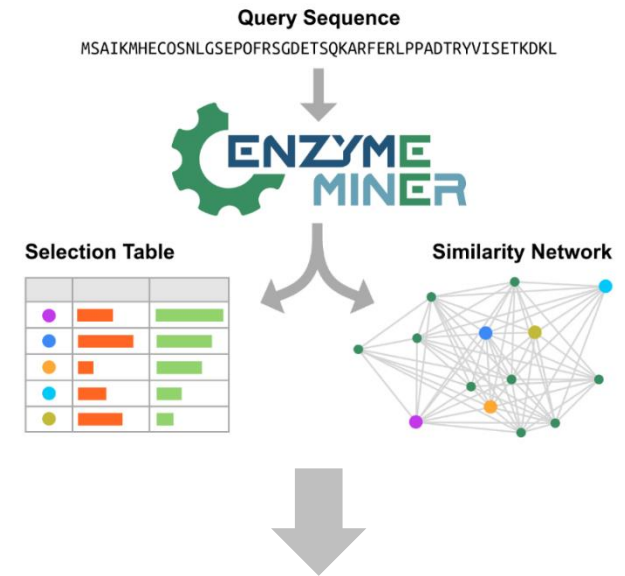 Query Sequence
MSAIKMHECOSNLGSEPOFRSGDETSQKARFERLPPADTRYVISETKDKL
ENZYME
MINER
Selection Table
Similarity Network